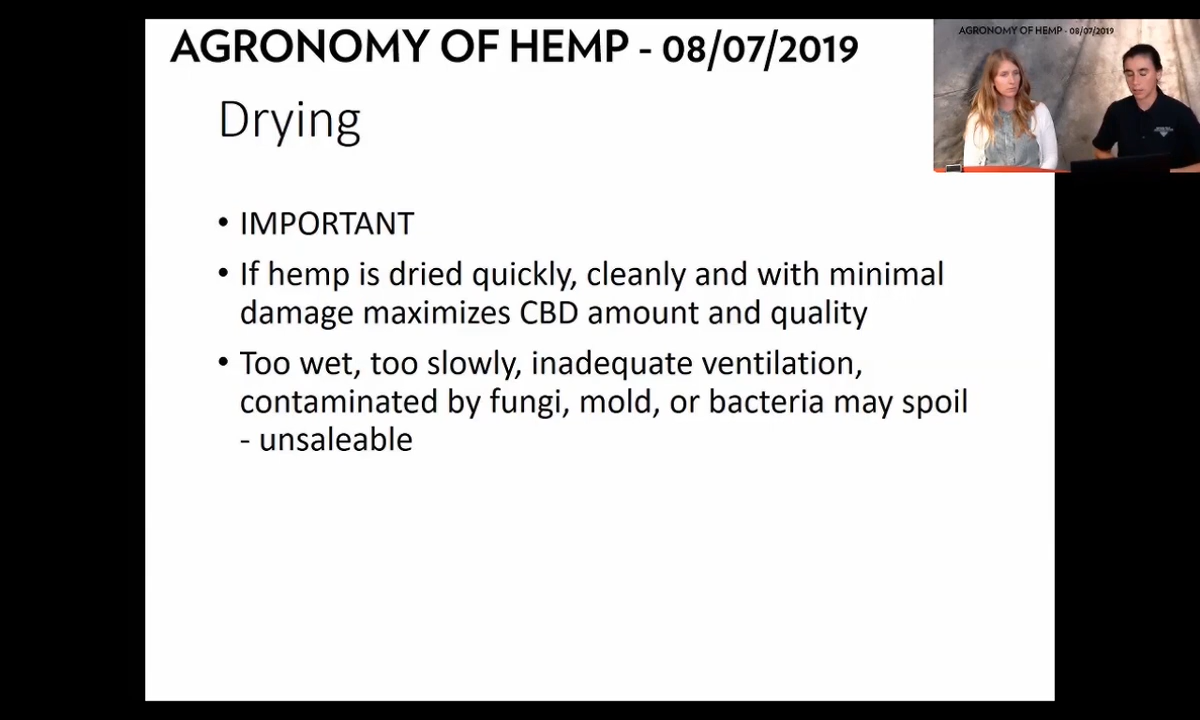 AGRONOMY OF HEMP - 08/07/2019
AGRONOMY OF HEMP - 08/07/2019
Drying
• IMPORTANT
• If hemp is dried quickly, cleanly and with minimal
damage maximizes CBD amount and quality
• Too wet, too slowly, inadequate ventilation,
contaminated by fungi, mold, or bacteria may spoil
- unsaleable